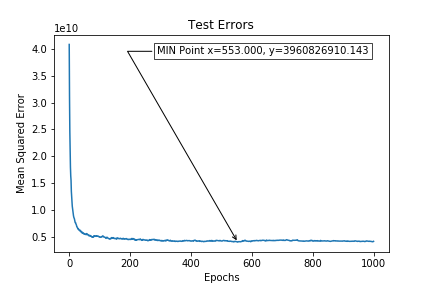 Test Errors
1e10
MIN Point x=553.000, y=3960826910.143
4.0
3.5
3.0
2.5
2.0
1.5
1.0
0.5
Mean Squared Error
0 200 400 600 800 1000
Epochs